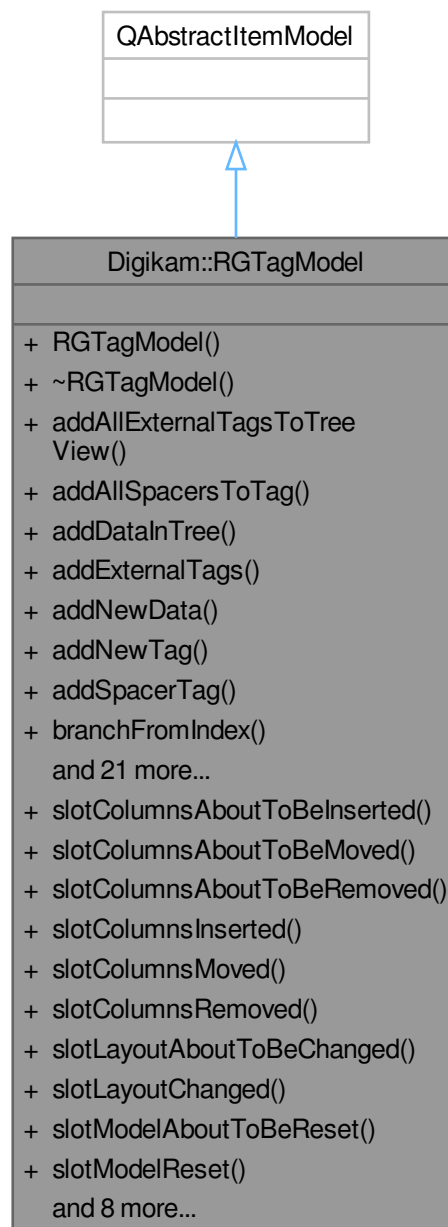 QAbstractItemModel
Digikam::RGTagModel
+ RGTagModel()
+ ~RGTagModel()
+ addAllExternalTagsToTree
View()
+ addAllSpacersToTag()
+ addDataInTree()
+ addExternalTags()
+ addNewData()
+ addNewTag()
+ addSpacerTag()
+ branchFromIndex()
and 21 more...
+ slotColumnsAboutToBeInserted()
+ slotColumnsAboutToBeMoved()
+ slotColumnsAboutToBeRemoved()
+ slotColumnsInserted()
+ slotColumnsMoved()
+ slotColumnsRemoved()
+ slotLayoutAboutToBeChanged()
+ slotLayoutChanged()
+ slotModelAboutToBeReset()
+ slotModelReset()
and 8 more...